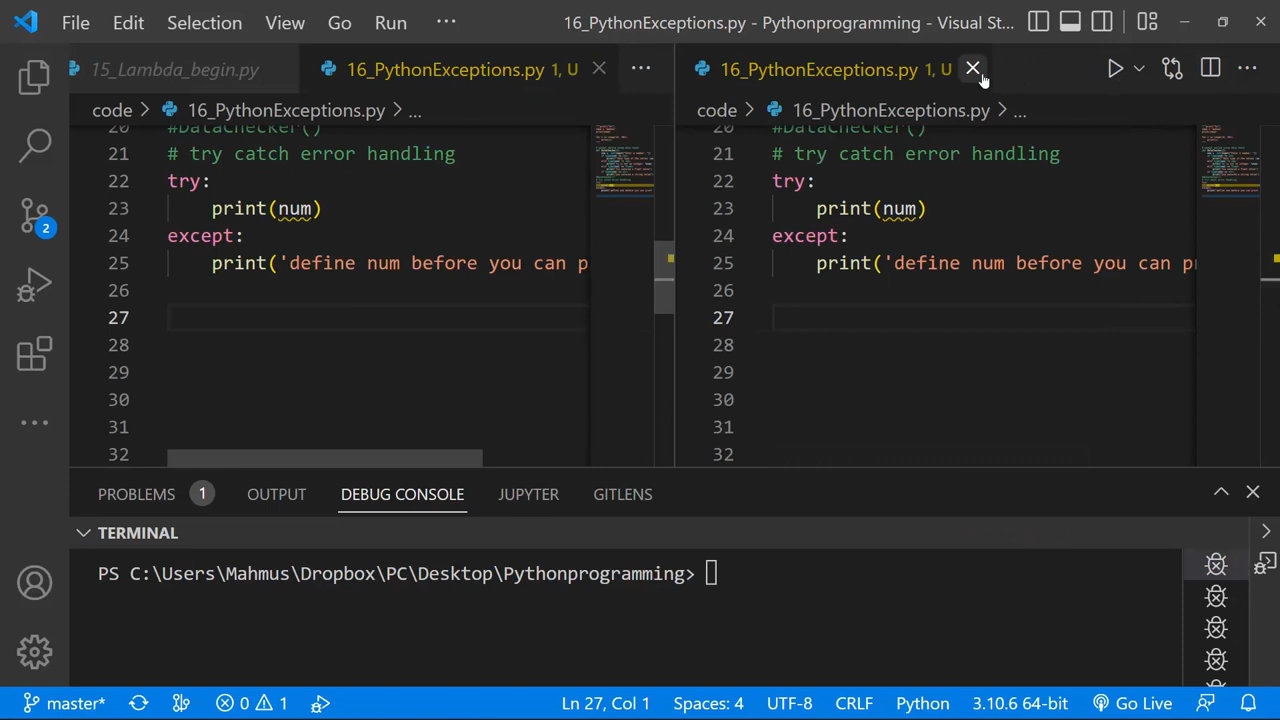 File Edit Selection View Go Run ··· 16_PythonExceptions.py - Pythonprogramming - Visual St...
15_Lambda_begin.py 16_PythonExceptions.py 1, U ···
code > 16_PythonExceptions.py > ...
20 #DataChecker()
21 # try catch error handling
22 try:
23 print(num)
24 except:
25 print('define num before you can p
26
27
28
29
30
31
32
16_PythonExceptions.py 1, U ···
code > 16_PythonExceptions.py > ...
20 #DataChecker()
21 # try catch error handling
22 try:
23 print(num)
24 except:
25 print('define num before you can p
26
27
28
29
30
31
32
2
PROBLEMS 1 OUTPUT DEBUG CONSOLE JUPYTER GITLENS
TERMINAL
PS C:\Users\Mahmus\Dropbox\PC\Desktop\Pythonprogramming>
master* 0 1 Ln 27, Col 1 Spaces: 4 UTF-8 CRLF Python 3.10.6 64-bit Go Live